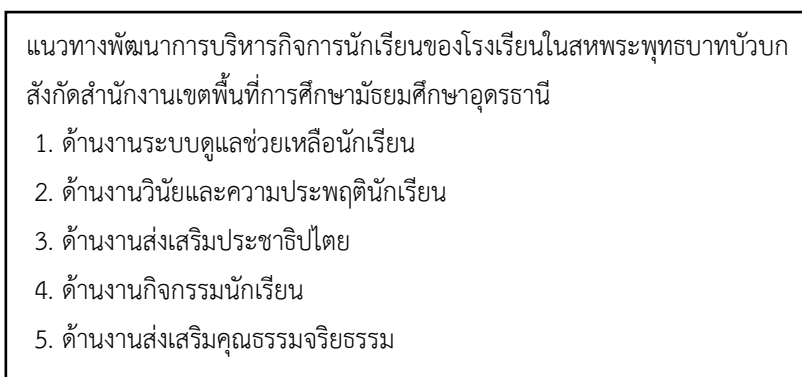 แนวทางพัฒนาการบริหารกิจการนักเรียนของโรงเรียนในสหพระพุทธบาทบัวบก
สังกัดสำนักงานเขตพื้นที่การศึกษามัธยมศึกษาอุดรธานี
1. ด้านงานระบบดูแลช่วยเหลือนักเรียน
2. ด้านงานวินัยและความประพฤตินักเรียน
3. ด้านงานส่งเสริมประชาธิปไตย
4. ด้านงานกิจกรรมนักเรียน
5. ด้านงานส่งเสริมคุณธรรมจริยธรรม